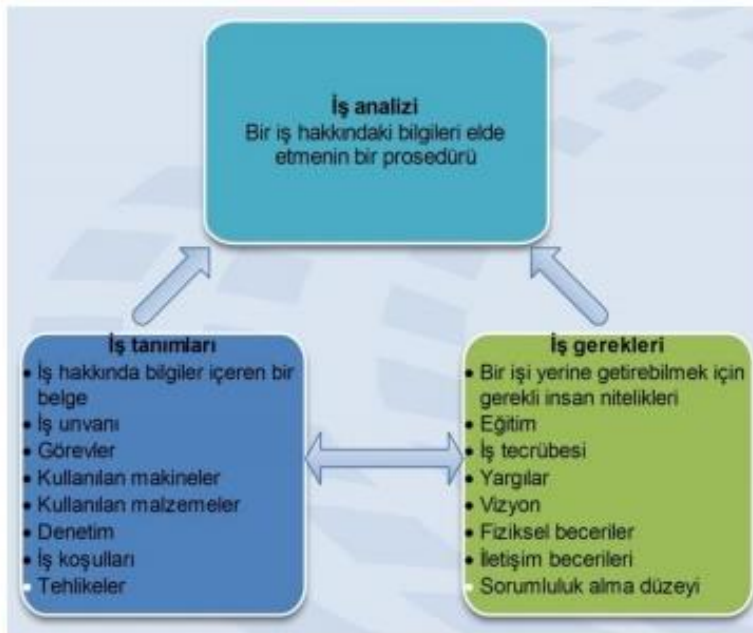 İş analizi
Bir iş hakkındaki bilgileri elde
etmenin bir prosedürü
İş tanımları
• İş hakkında bilgiler içeren bir
belge
• İş unvanı
• Görevler
• Kullanılan makineler
• Kullanılan malzemeler
• Denetim
• İş koşulları
• Tehlikeler
İş gerekleri
• Bir işi yerine getirebilmek için
gerekli insan nitelikleri
• Eğitim
• İş tecrübesi
• Yargılar
• Vizyon
• Fiziksel beceriler
• İletişim becerileri
• Sorumluluk alma düzeyi